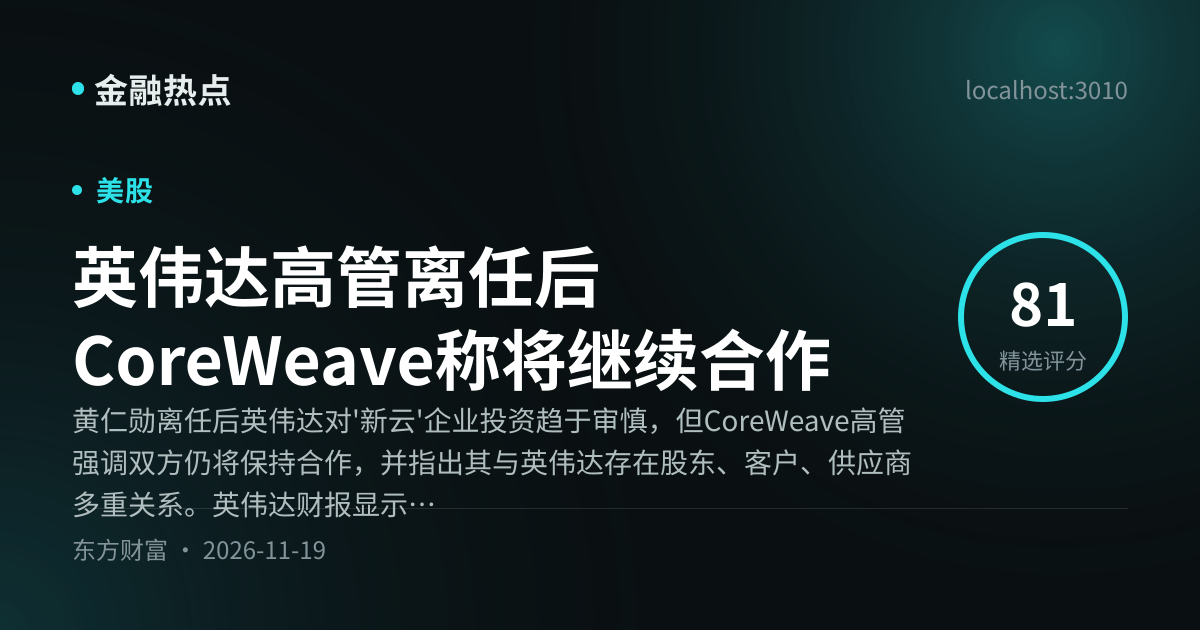 金融热点
localhost:3010
美股
英伟达高管离任后
CoreWeave称将继续合作
81
精选评分
黄仁勋离任后英伟达对'新云'企业投资趋于审慎，但CoreWeave高管
强调双方仍将保持合作，并指出其与英伟达存在股东、客户、供应商
多重关系。英伟达财报显示…
东方财富 · 2026-11-19